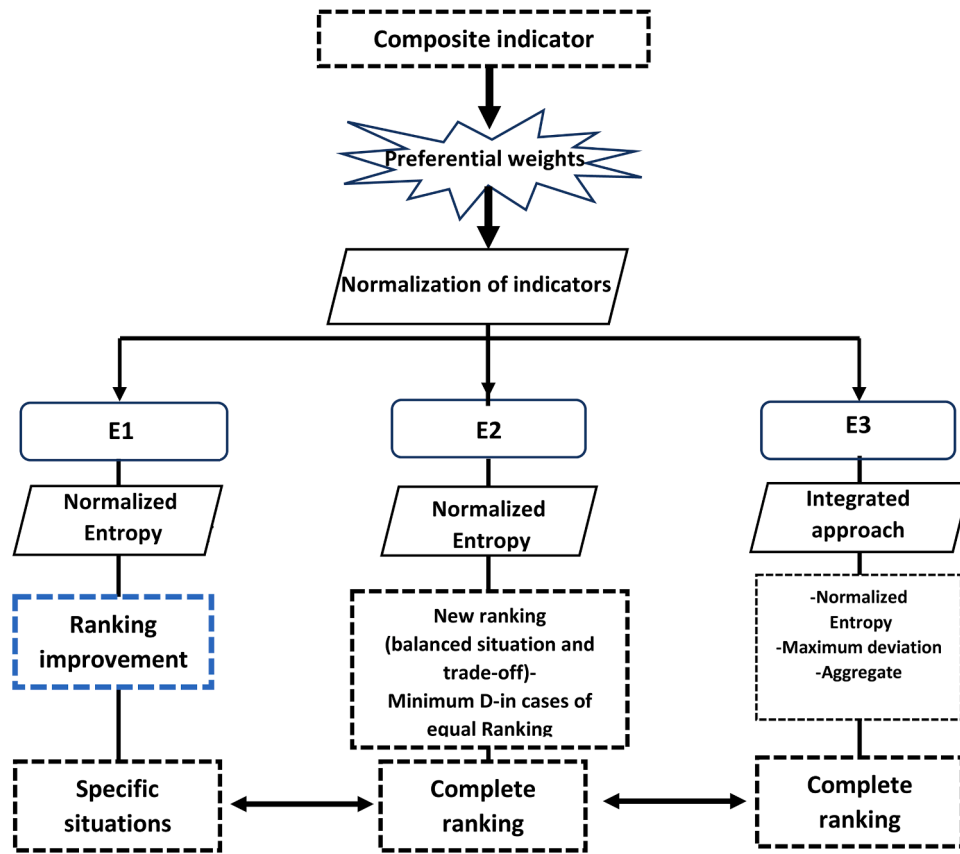 Composite indicator
Preferential weights
Normalization of indicators
E1
E2
E3
Normalized
Entropy
Normalized
Entropy
Integrated
approach
Ranking
improvement
New ranking
(balanced situation and
trade-off)-
Minimum D-in cases of
equal Ranking
-Normalized
Entropy
-Maximum deviation
-Aggregate
Specific
situations
Complete
ranking
Complete
ranking